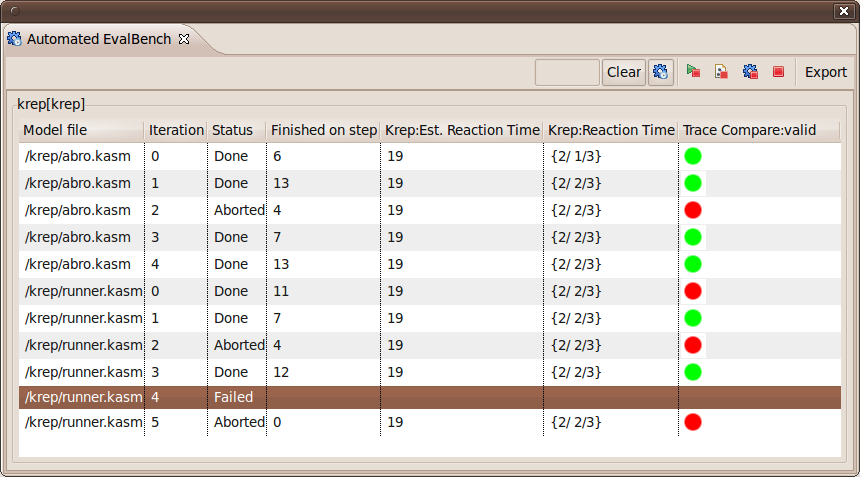 Automated EvalBench
Clear Export
krep[krep]
Model file Iteration Status Finished on step Krep:Est. Reaction Time Krep:Reaction Time Trace Compare:valid
/krep/abro.kasm 0 Done 6 19 {2/ 1/3}
/krep/abro.kasm 1 Done 13 19 {2/ 2/3}
/krep/abro.kasm 2 Aborted 4 19 {2/ 2/3}
/krep/abro.kasm 3 Done 7 19 {2/ 2/3}
/krep/abro.kasm 4 Done 13 19 {2/ 2/3}
/krep/runner.kasm 0 Done 11 19 {2/ 2/3}
/krep/runner.kasm 1 Done 7 19 {2/ 2/3}
/krep/runner.kasm 2 Aborted 4 19 {2/ 2/3}
/krep/runner.kasm 3 Done 12 19 {2/ 2/3}
/krep/runner.kasm 4 Failed
/krep/runner.kasm 5 Aborted 0 19 {2/ 2/3}